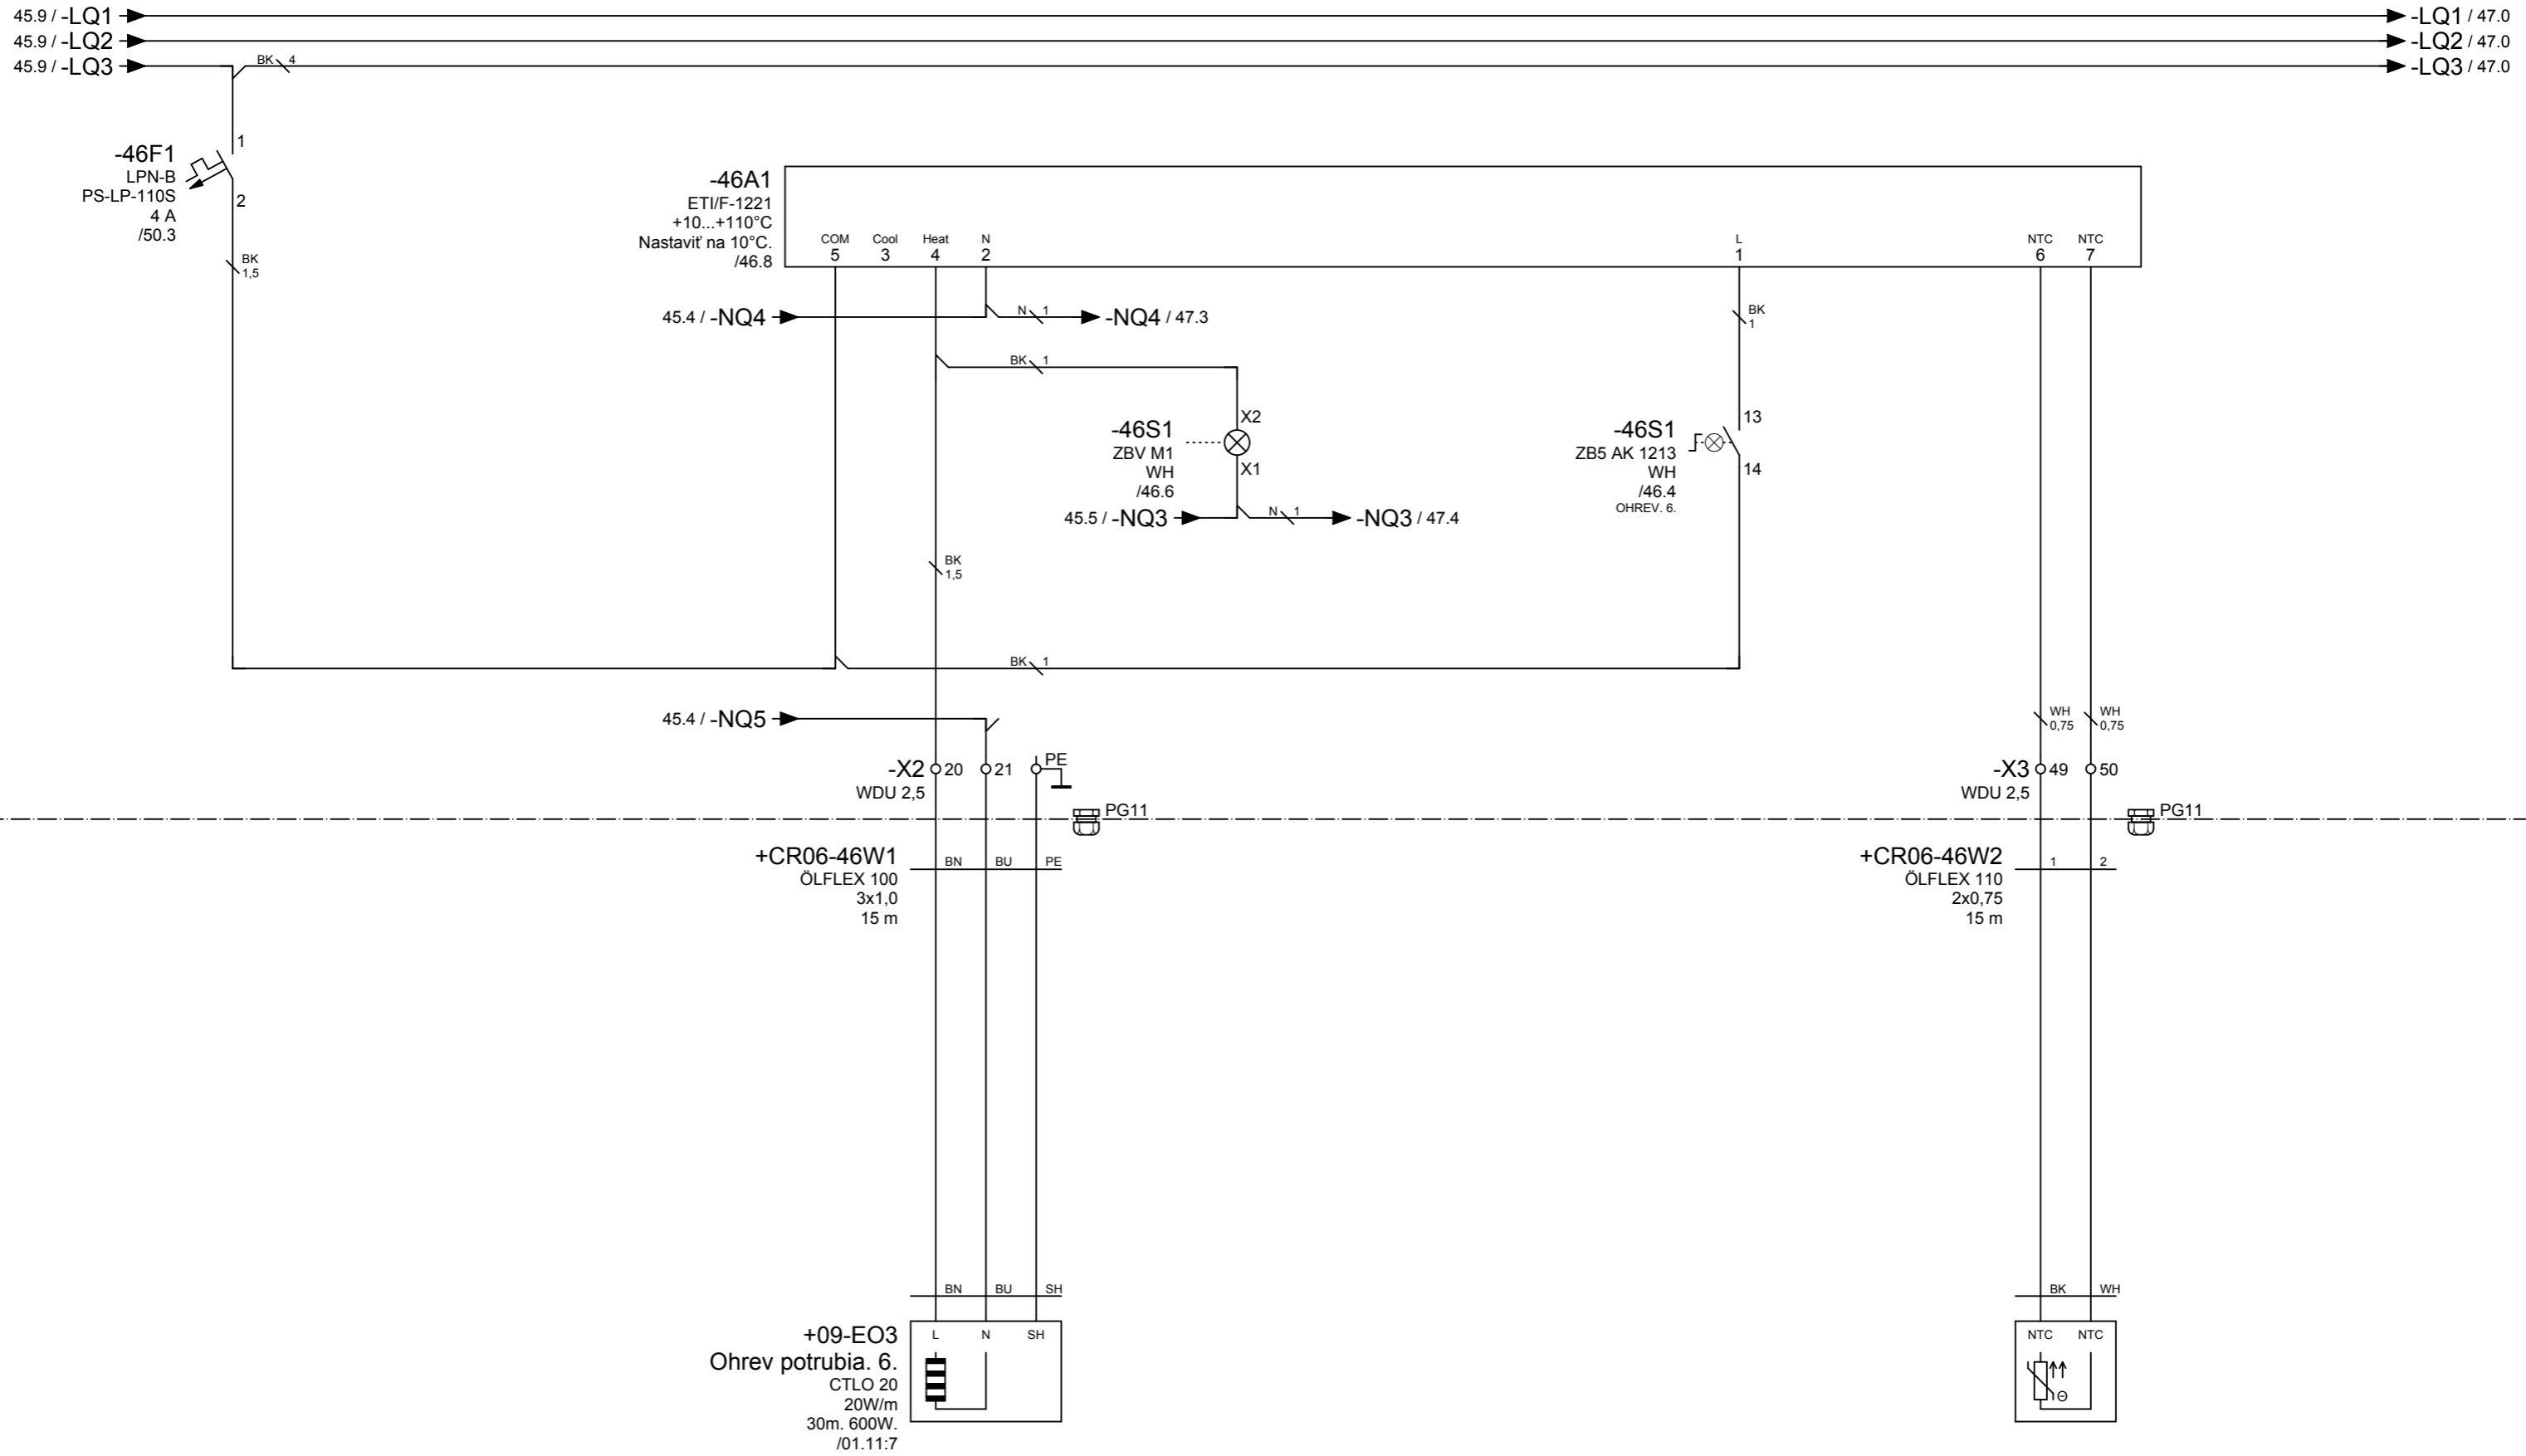 45.9 / -LQ1
-LQ1 / 47.0
45.9 / -LQ2
-LQ2 / 47.0
45.9 / -LQ3
BK 4
-LQ3 / 47.0
1
-46F1
LPN-B
PS-LP-110S
4 A
/50.3
2
BK
1,5
-46A1
ETI/F-1221
+10...+110°C
Nastaviť na 10°C.
/46.8
COM Cool Heat N L NTC NTC
5 3 4 2 1 6 7
45.4 / -NQ4
N 1
-NQ4 / 47.3
BK
1
BK 1
X2
-46S1
ZBV M1
WH
/46.6
X1
13
-46S1
ZB5 AK 1213
WH
/46.4
OHREV. 6.
14
45.5 / -NQ3
N 1
-NQ3 / 47.4
BK
1,5
BK 1
45.4 / -NQ5
WH
0,75
WH
0,75
-X2 20 21 PE
WDU 2,5
-X3 49 50
WDU 2,5
PG11
PG11
+CR06-46W1
ÖLFLEX 100
3x1,0
15 m
BN BU PE
+CR06-46W2
ÖLFLEX 110
2x0,75
15 m
1 2
BN BU SH
BK WH
+09-EO3
Ohrev potrubia. 6.
CTLO 20
20W/m
30m. 600W.
/01.11:7
L N SH
NTC NTC
Θ